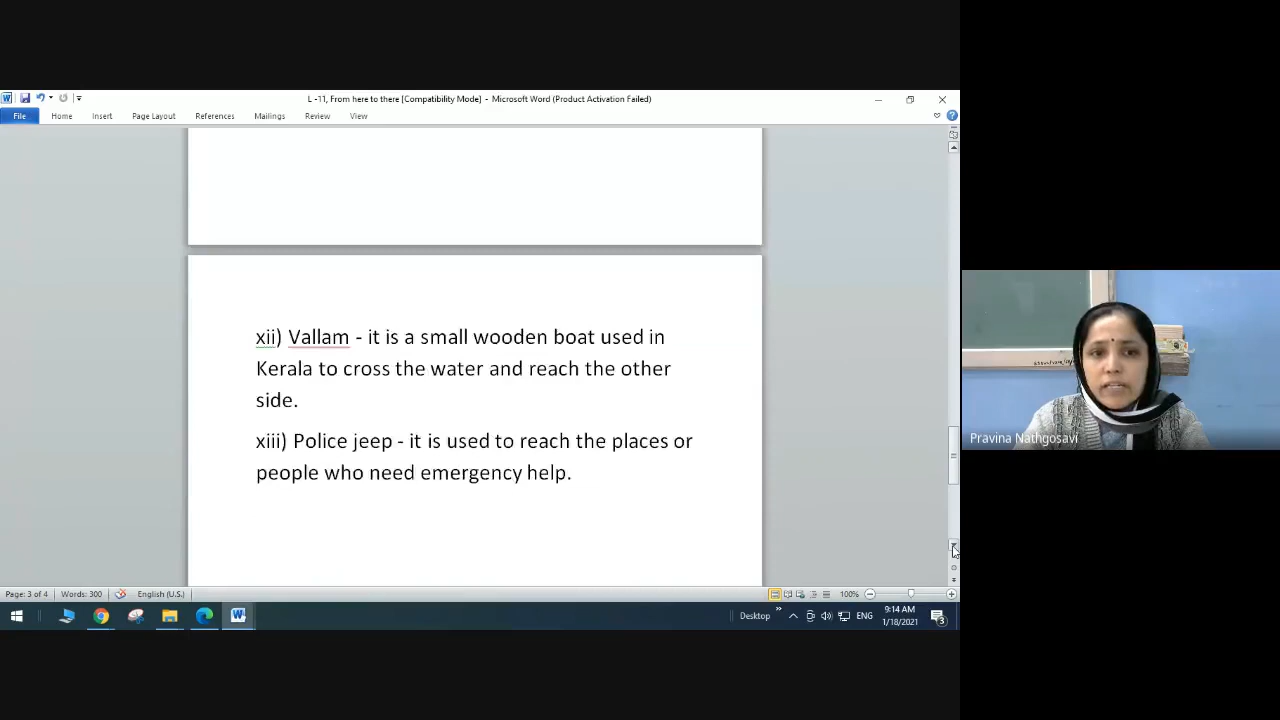 L -11, From here to there [Compatibility Mode] - Microsoft Word (Product Activation Failed)
File Home Insert Page Layout References Mailings Review View
xii) Vallam - it is a small wooden boat used in
Kerala to cross the water and reach the other
side.
xiii) Police jeep - it is used to reach the places or
people who need emergency help.
Pravina Nathgosavi
Page: 3 of 4 Words: 300 English (U.S.) 100%
Desktop ENG 9:14 AM
1/18/2021
3